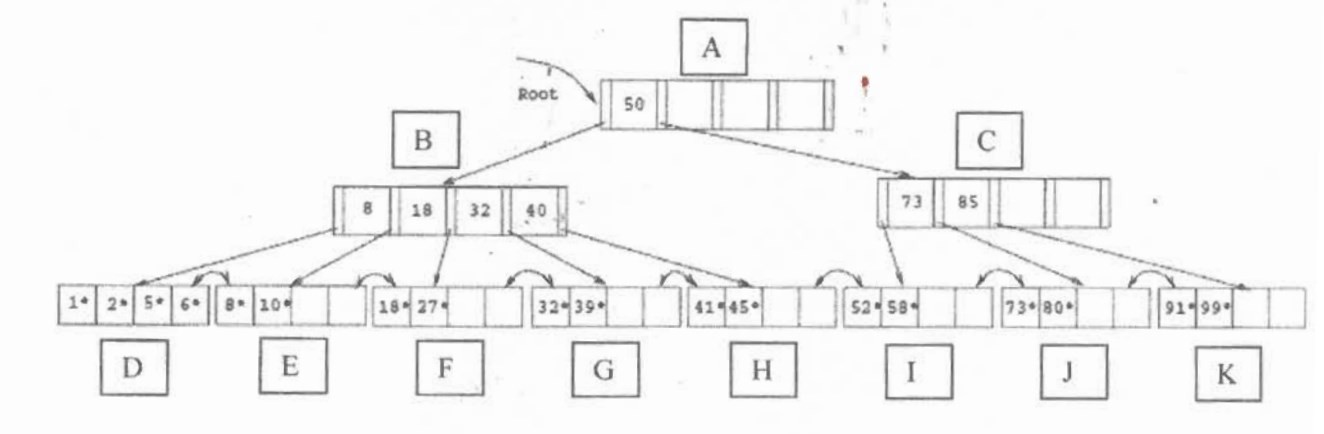 A
Root
50
B
C
8 18 32 40
73 85
1* 2* 5* 6* 8* 10* 18* 27* 32* 39* 41* 45* 52* 58* 73* 80* 91* 99*
D E F G H I J K